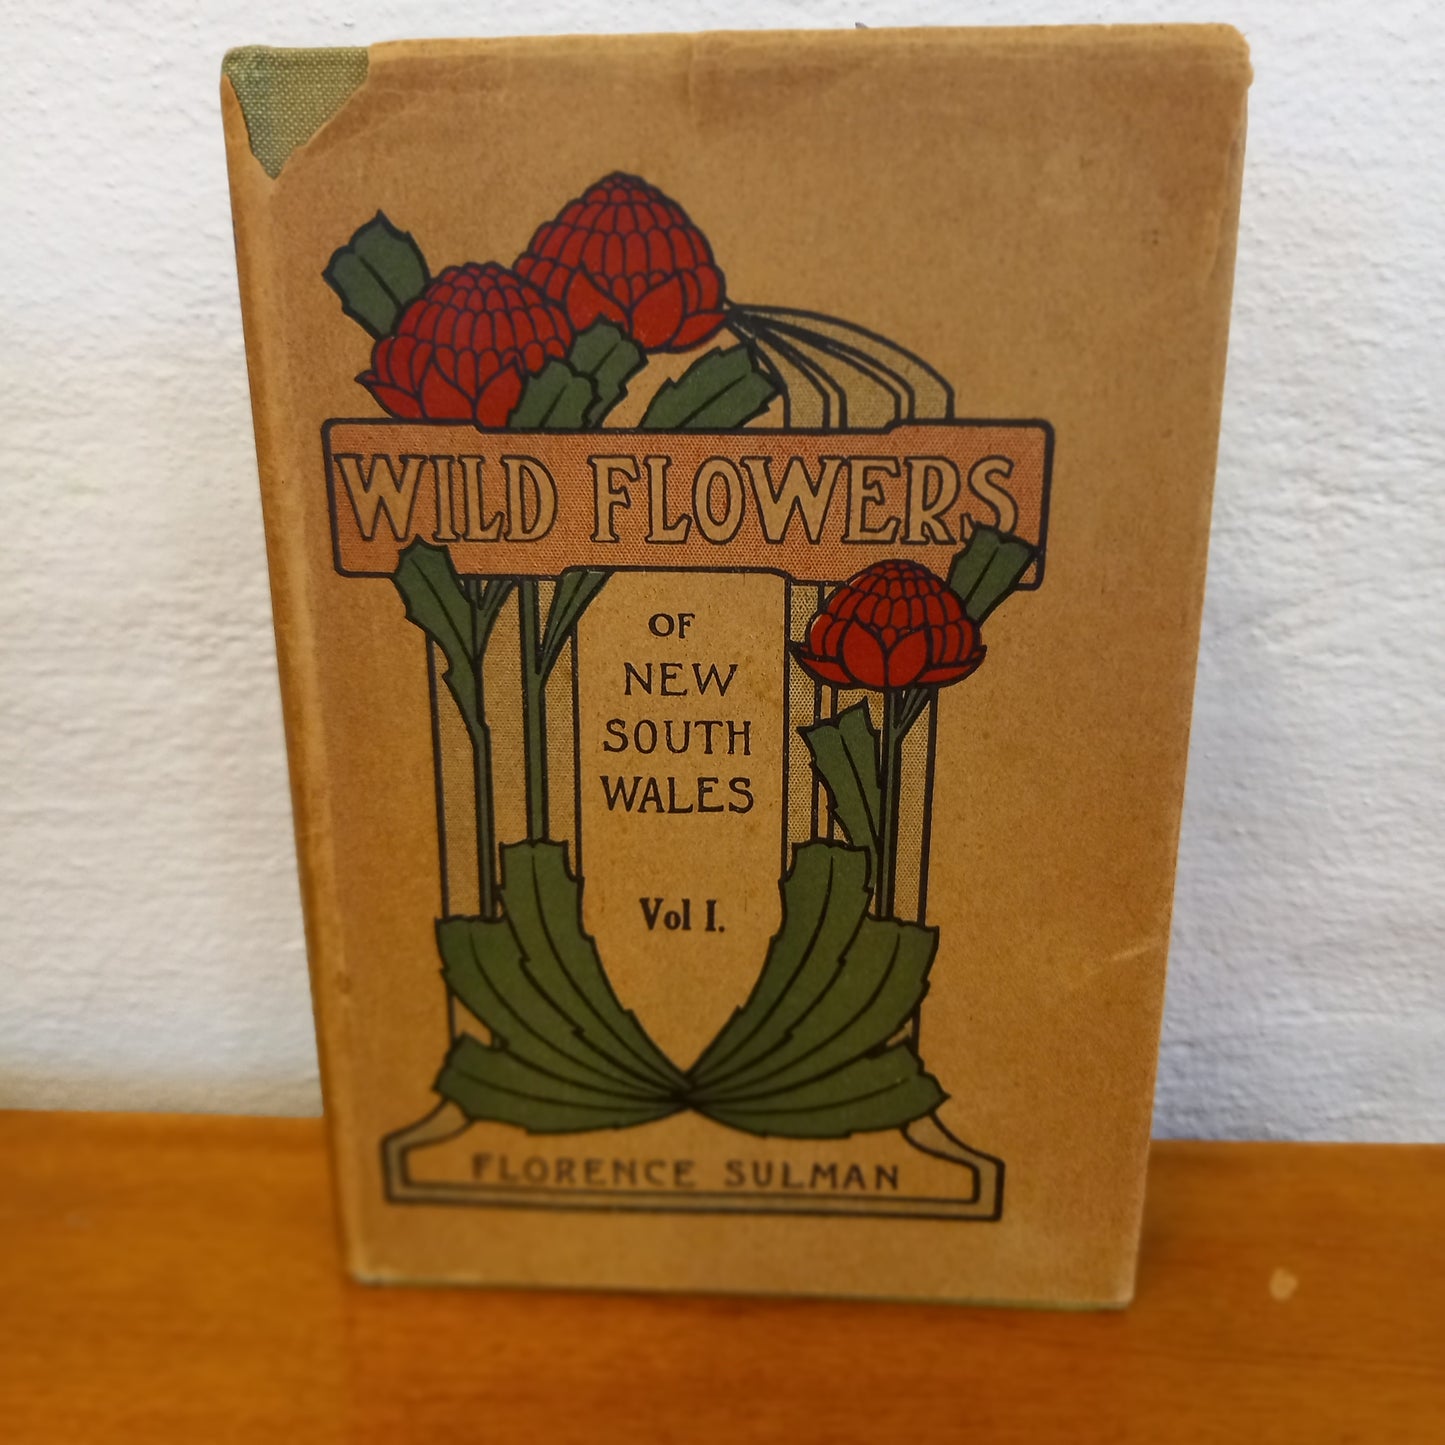 WILD FLOWERS
OF
NEW
SOUTH
WALES
Vol I.
FLORENCE SULMAN